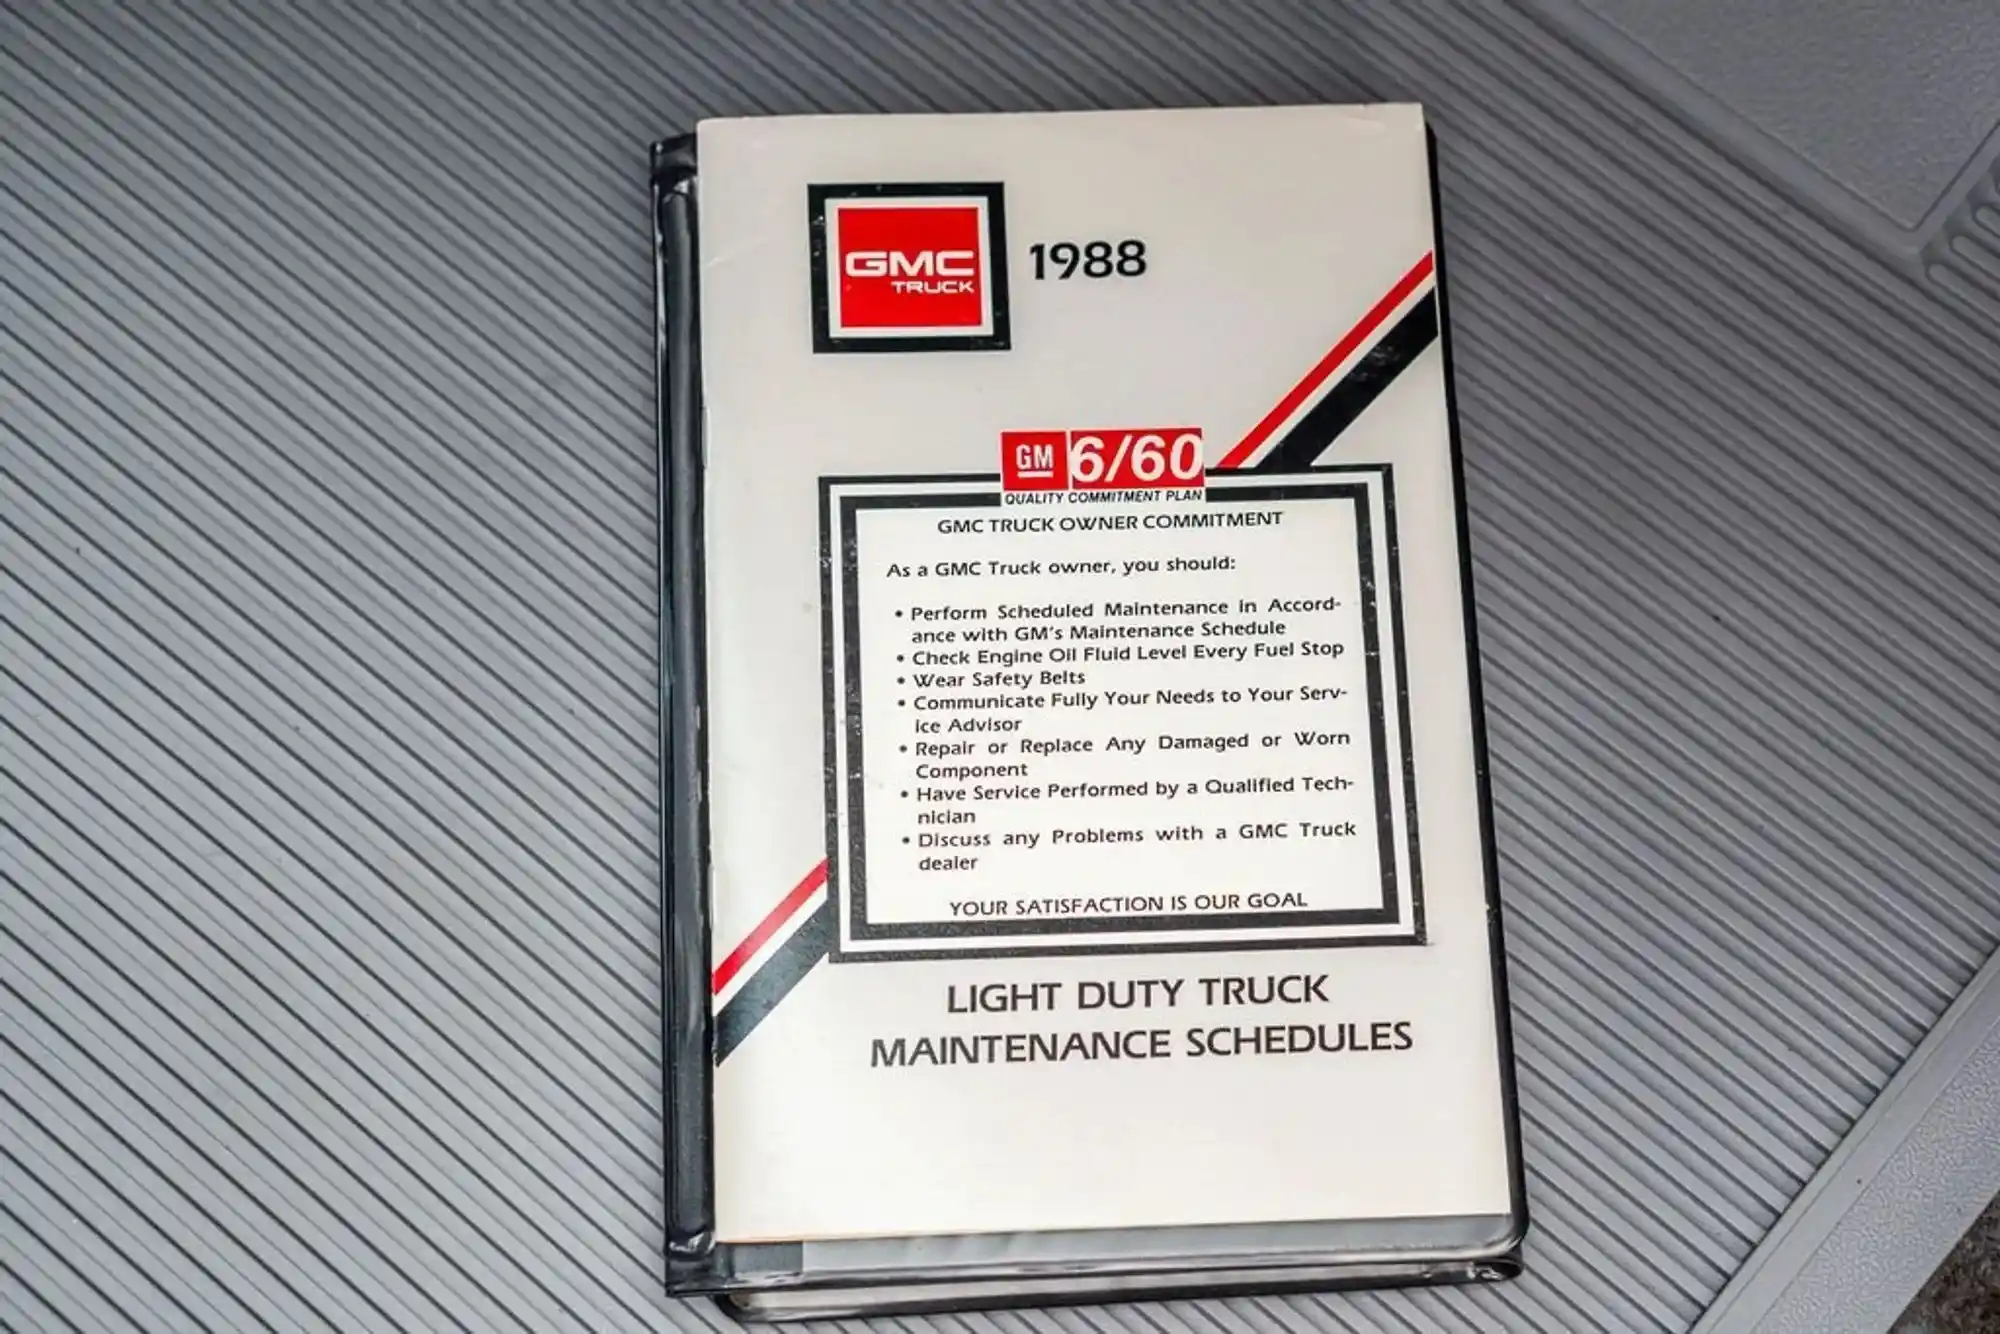 GMC
TRUCK
1988
GM 6/60
QUALITY COMMITMENT PLAN
GMC TRUCK OWNER COMMITMENT
As a GMC Truck owner, you should:
• Perform Scheduled Maintenance in Accord-
ance with GM's Maintenance Schedule
• Check Engine Oil Fluid Level Every Fuel Stop
• Wear Safety Belts
• Communicate Fully Your Needs to Your Serv-
ice Advisor
• Repair or Replace Any Damaged or Worn
Component
• Have Service Performed by a Qualified Tech-
nician
• Discuss any Problems with a GMC Truck
dealer
YOUR SATISFACTION IS OUR GOAL
LIGHT DUTY TRUCK
MAINTENANCE SCHEDULES